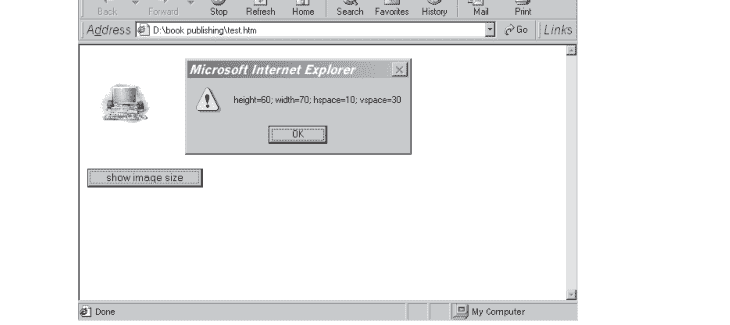 Back Forward Stop Refresh Home Search Favorites History Mail Print
Address D:\book publishing\test.htm Go Links
Microsoft Internet Explorer
height=60; width=70; hspace=10; vspace=30
OK
show image size
Done My Computer